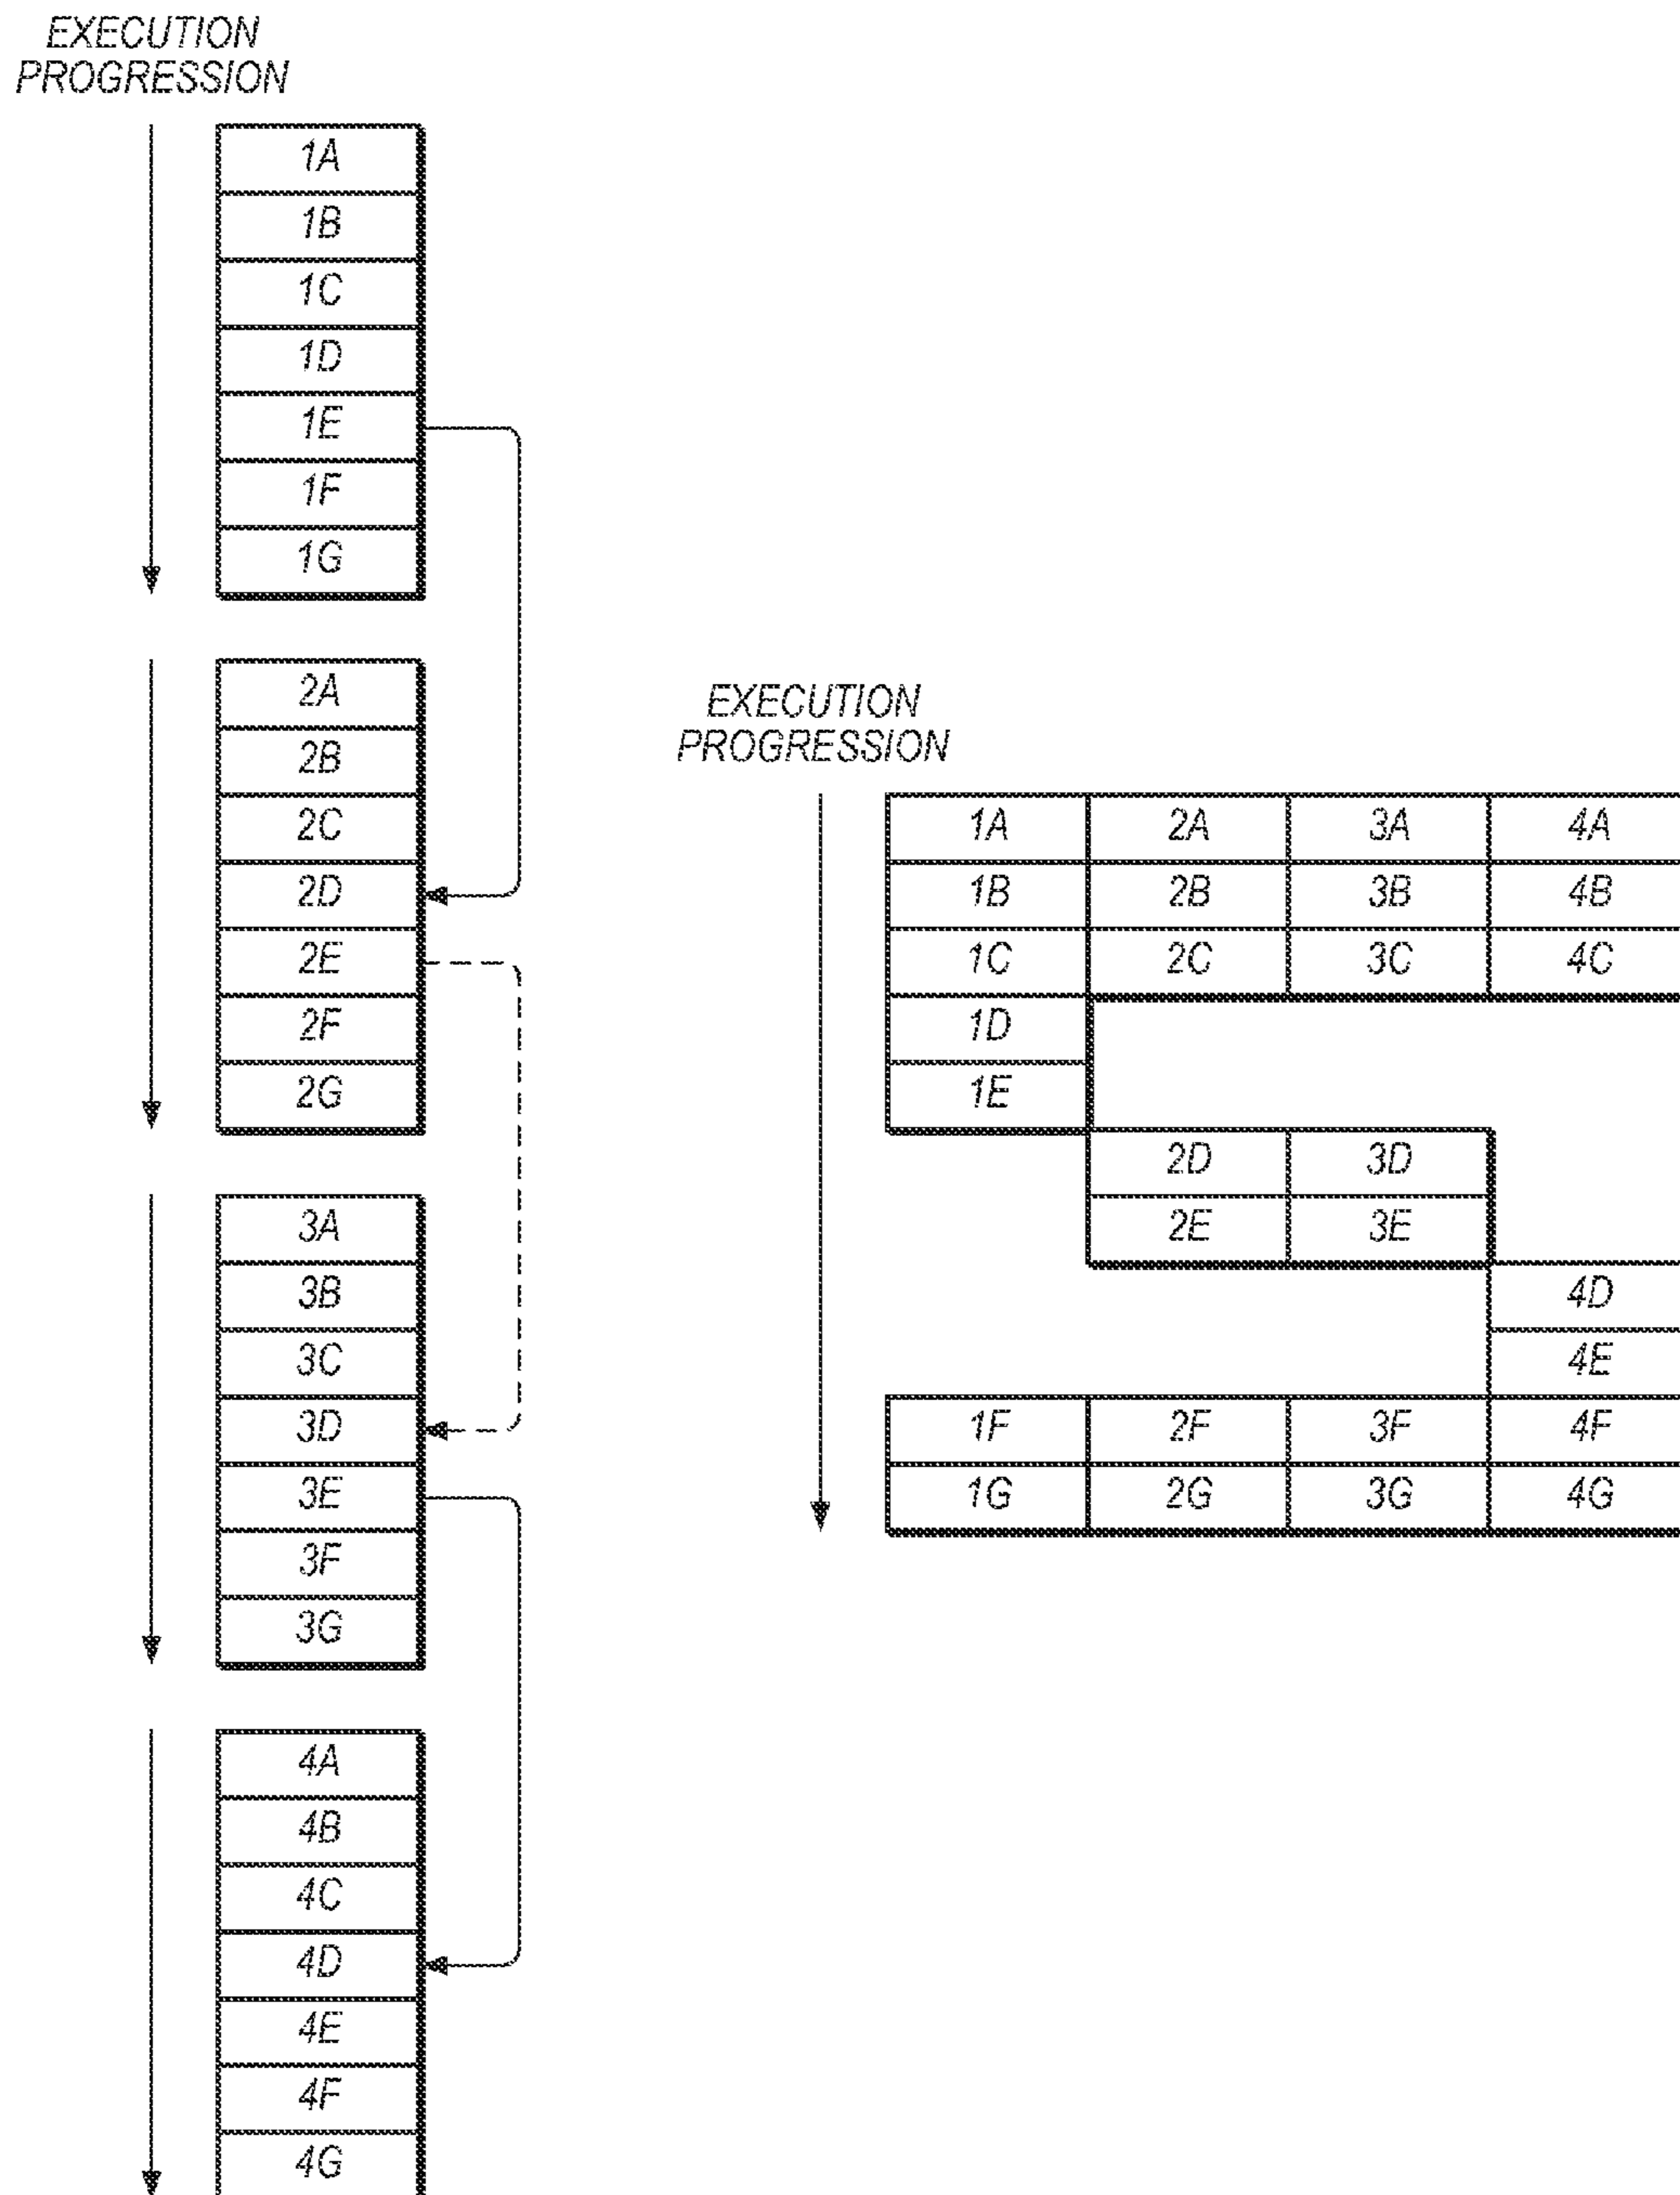 EXECUTION
PROGRESSION
1A
1B
1C
1D
1E
1F
1G
2A
2B
2C
2D
2E
2F
2G
3A
3B
3C
3D
3E
3F
3G
4A
4B
4C
4D
4E
4F
4G
EXECUTION
PROGRESSION
1A 2A 3A 4A
1B 2B 3B 4B
1C 2C 3C 4C
1D
1E
2D 3D
2E 3E
4D
4E
1F 2F 3F 4F
1G 2G 3G 4G